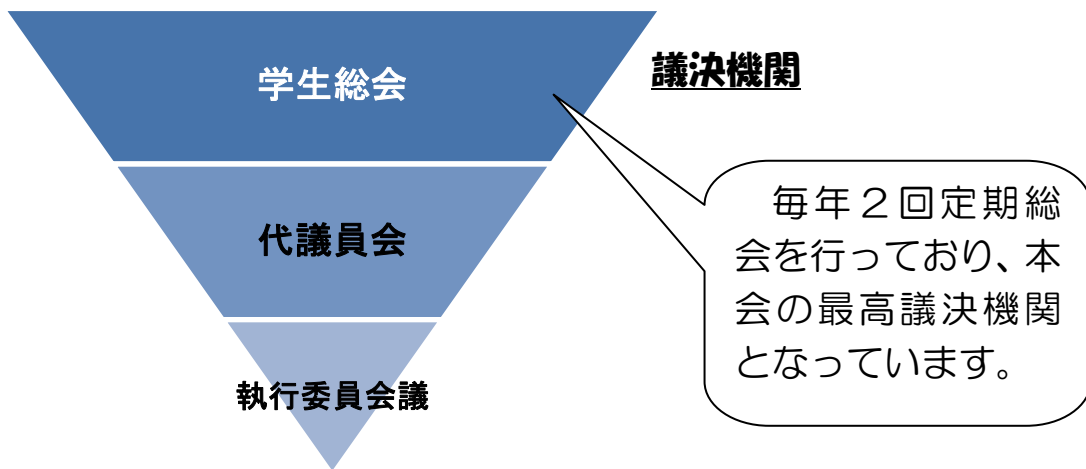 学生総会
議決機関
毎年２回定期総
会を行っており、本
会の最高議決機関
となっています。
代議員会
執行委員会議